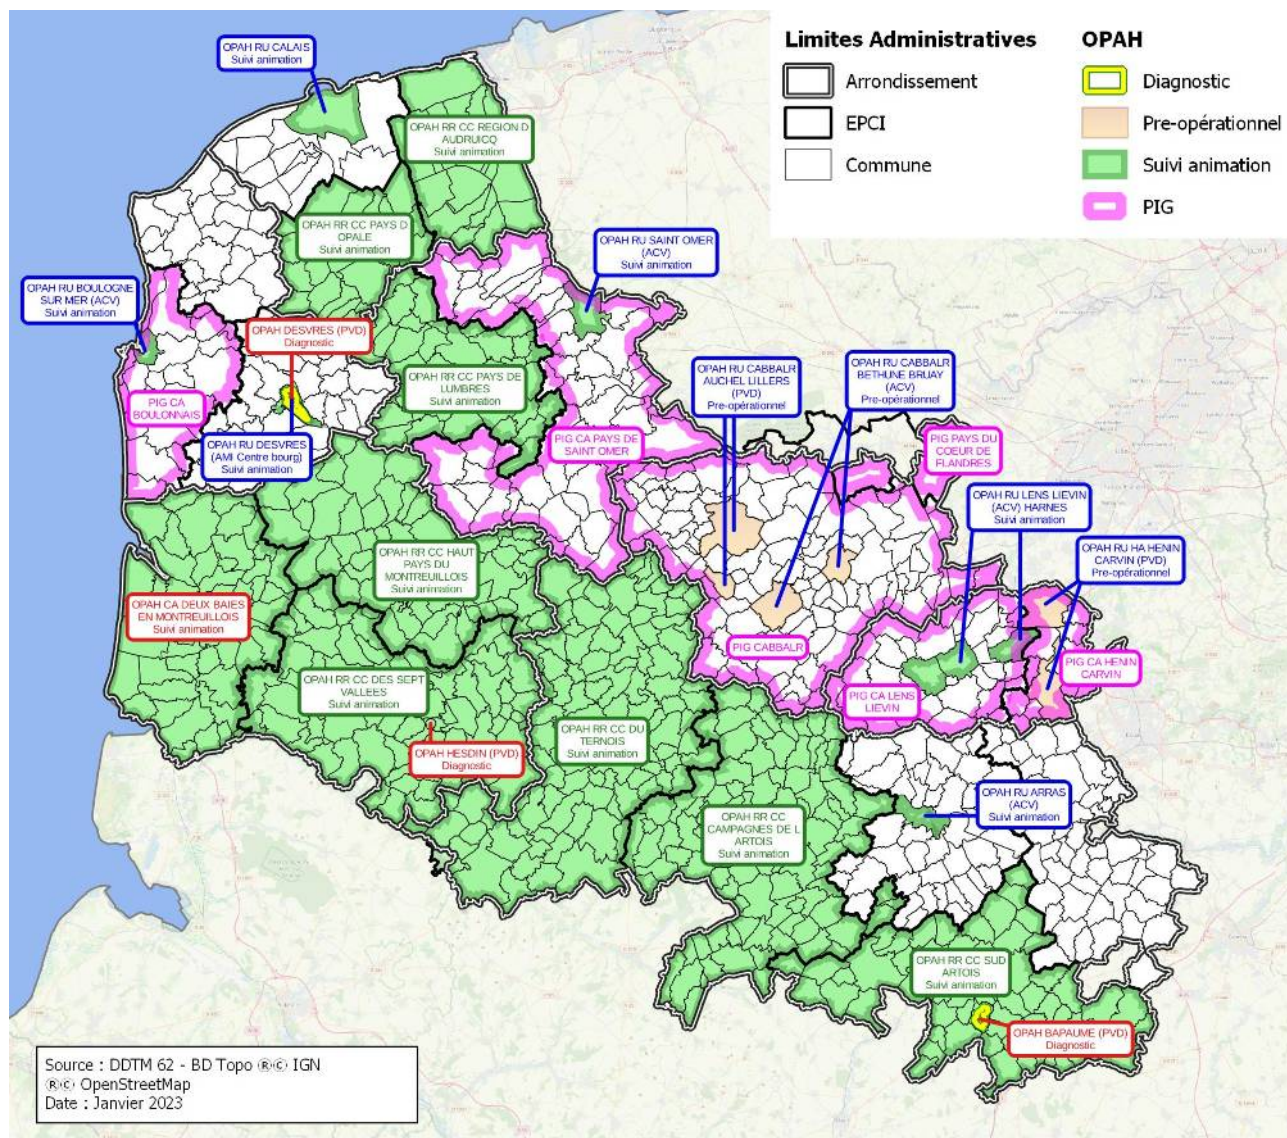 Limites Administratives
Arrondissement
EPCI
Commune
OPAH
Diagnostic
Pre-opérationnel
Suivi animation
PIG
OPAH RU CALAIS
Suivi animation
OPAH RR CC REGION D
AUDRUICQ
Suivi animation
OPAH RR CC PAYS D
OPALE
Suivi animation
OPAH RU SAINT OMER
(ACV)
Suivi animation
OPAH RU BOULOGNE
SUR MER (ACV)
Suivi animation
OPAH DESVRES (PVD)
Diagnostic
OPAH RR CC PAYS DE
LUMBRES
Suivi animation
OPAH RU CABBALR
AUCHEL LILLERS
(PVD)
Pre-opérationnel
OPAH RU CABBALR
BETHUNE BRUAY
(ACV)
Pre-opérationnel
PIG CA
BOULONNAIS
OPAH RU DESVRES
(AMI Centre bourg)
Suivi animation
PIG CA PAYS DE
SAINT OMER
PIG PAYS DU
COEUR DE
FLANDRES
OPAH RU LENS LIEVIN
(ACV) HARNES
Suivi animation
OPAH RU HA HENIN
CARVIN (PVD)
Pre-opérationnel
OPAH RR CC HAUT
PAYS DU
MONTREUILLOIS
Suivi animation
OPAH CA DEUX BAIES
EN MONTREUILLOIS
Suivi animation
PIG CABBALR
PIG CA HENIN
CARVIN
PIG CA LENS
LIEVIN
OPAH RR CC DES SEPT
VALLEES
Suivi animation
OPAH RR CC DU
TERNOIS
Suivi animation
OPAH HESDIN (PVD)
Diagnostic
OPAH RU ARRAS
(ACV)
Suivi animation
OPAH RR CC
CAMPAGNES DE L
ARTOIS
Suivi animation
OPAH RR CC SUD
ARTOIS
Suivi animation
OPAH BAPAUME (PVD)
Diagnostic
Source : DDTM 62 - BD Topo ®© IGN
®© OpenStreetMap
Date : Janvier 2023